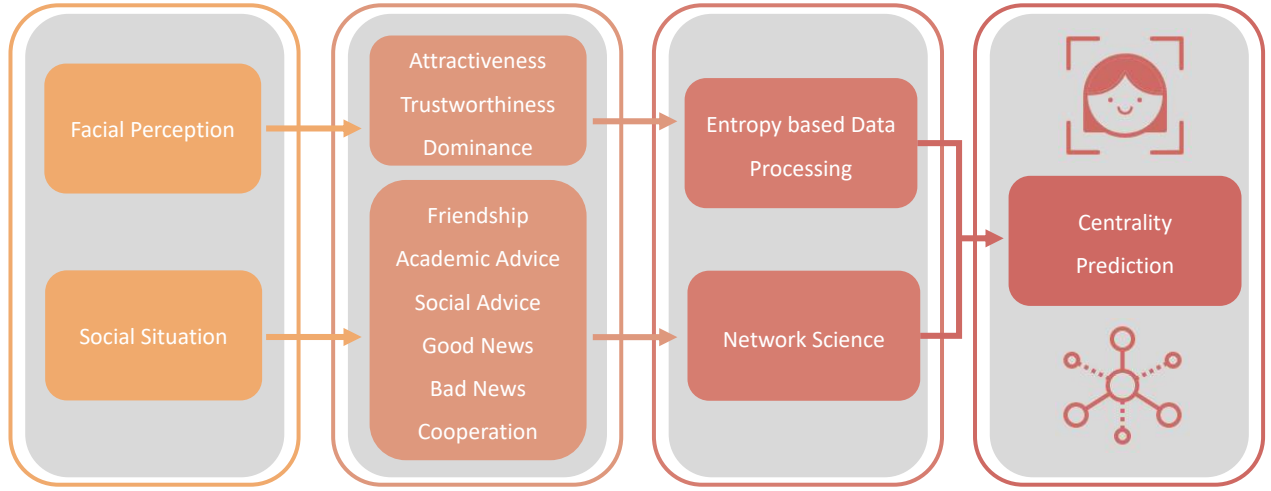 Facial Perception
Social Situation
Attractiveness
Trustworthiness
Dominance
Friendship
Academic Advice
Social Advice
Good News
Bad News
Cooperation
Entropy based Data
Processing
Network Science
Centrality
Prediction